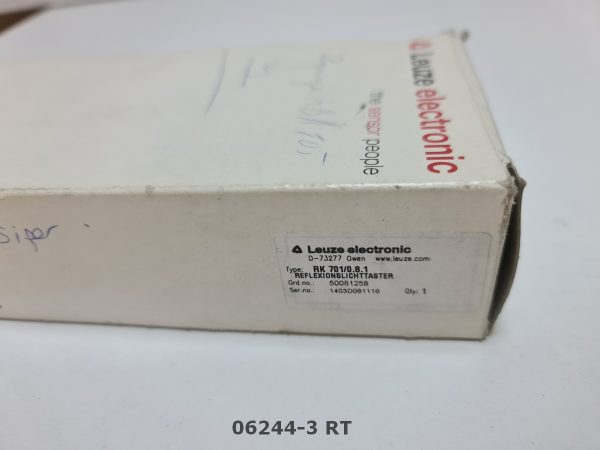 Leuze electronic
the sensor people
Leuze electronic
D-73277 Owen www.leuze.com
Type: RK 701/0.8.1
REFLEXIONSLICHTTASTER
Ord.no.: 50081258
Ser.no.: 1403D081116 Qty: 1
06244-3 RT